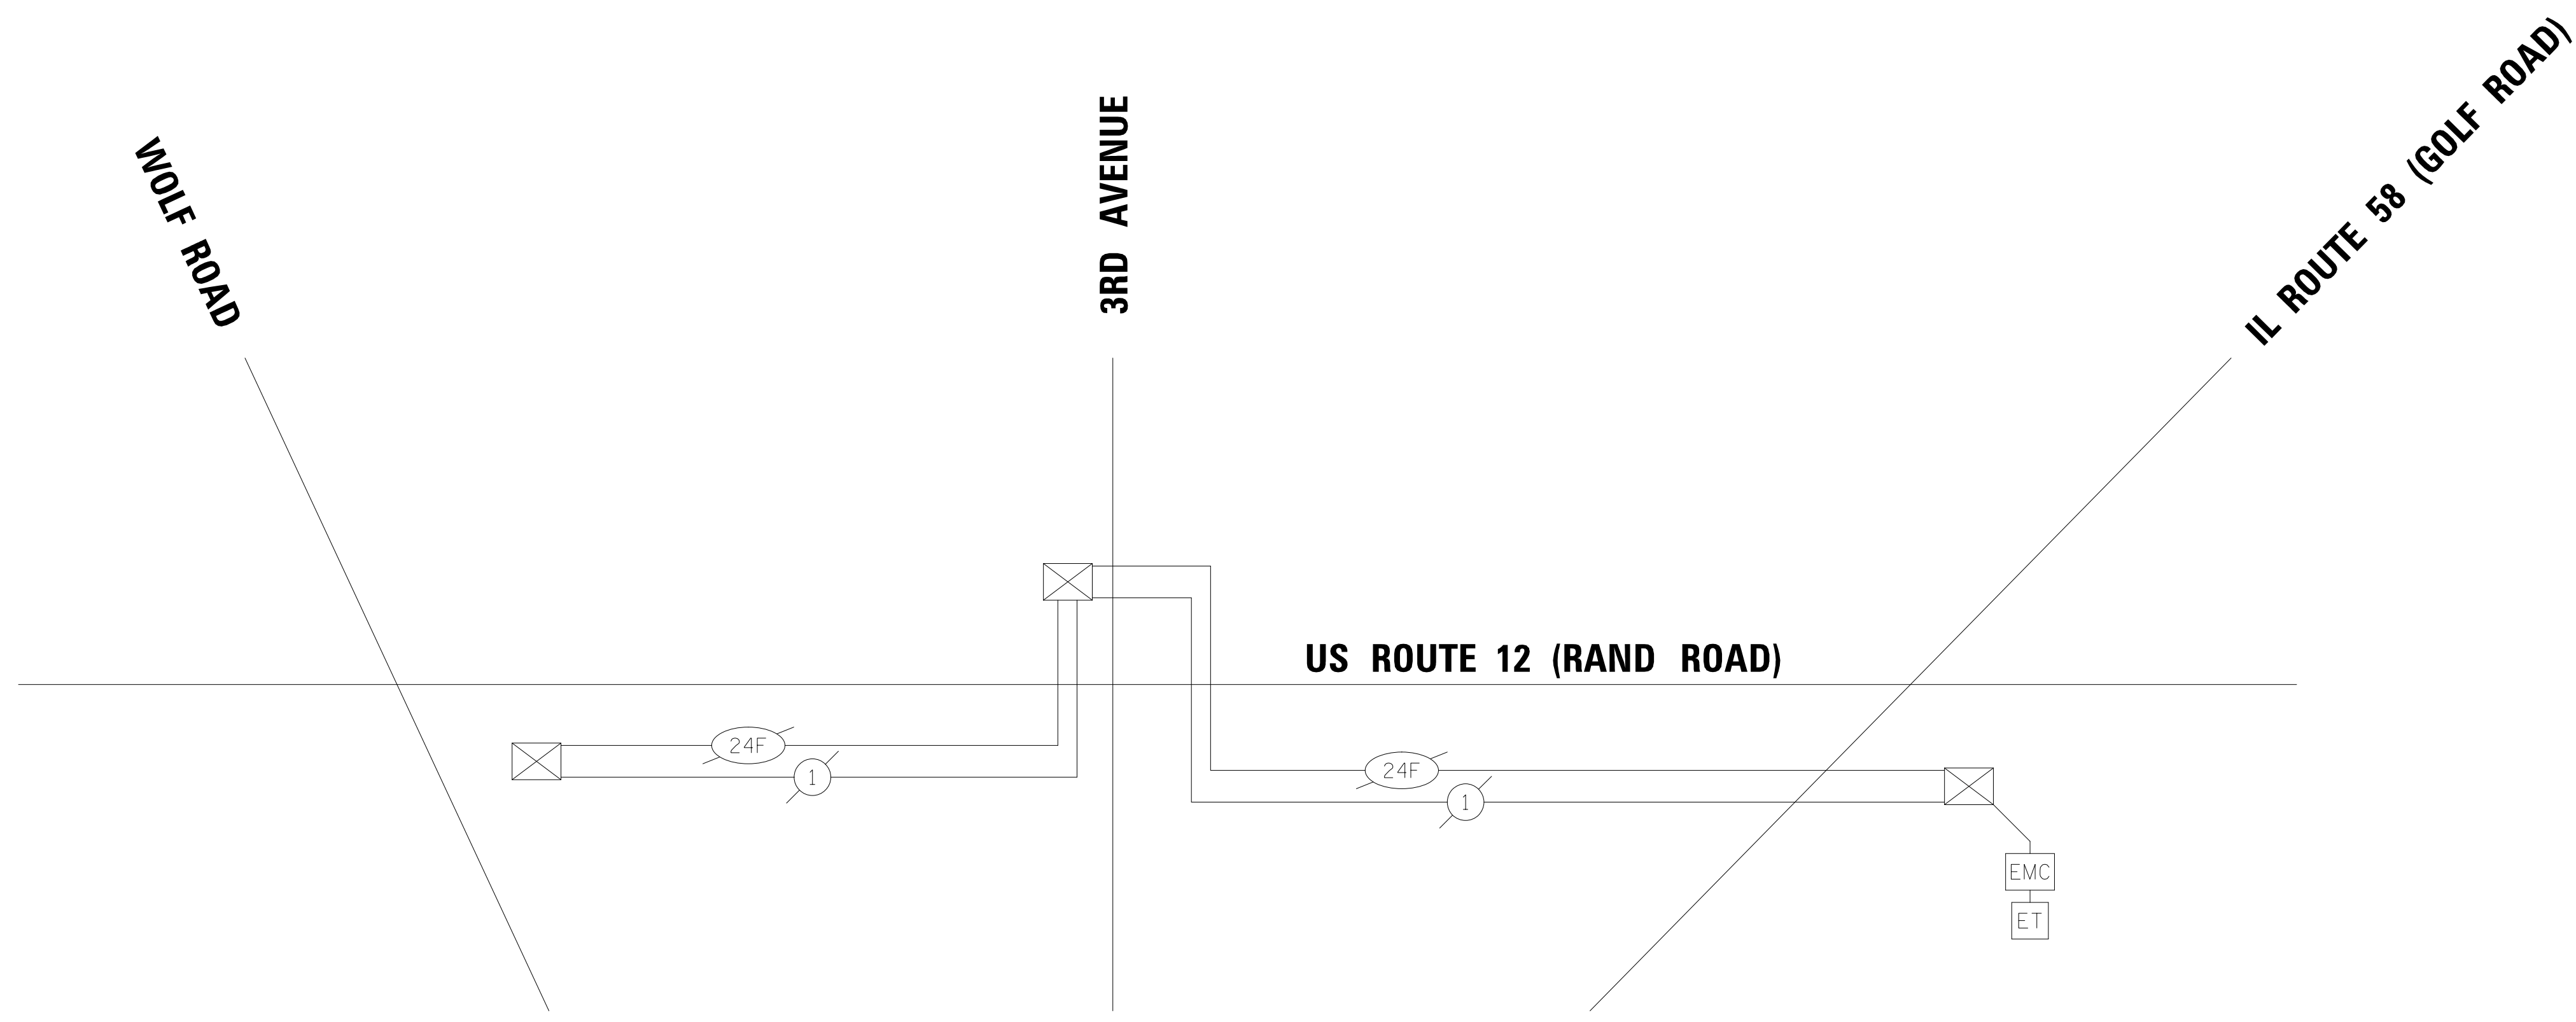 WOLF ROAD
3RD AVENUE
IL ROUTE 58 (GOLF ROAD)
US ROUTE 12 (RAND ROAD)
24F
1
24F
1
EMC
ET